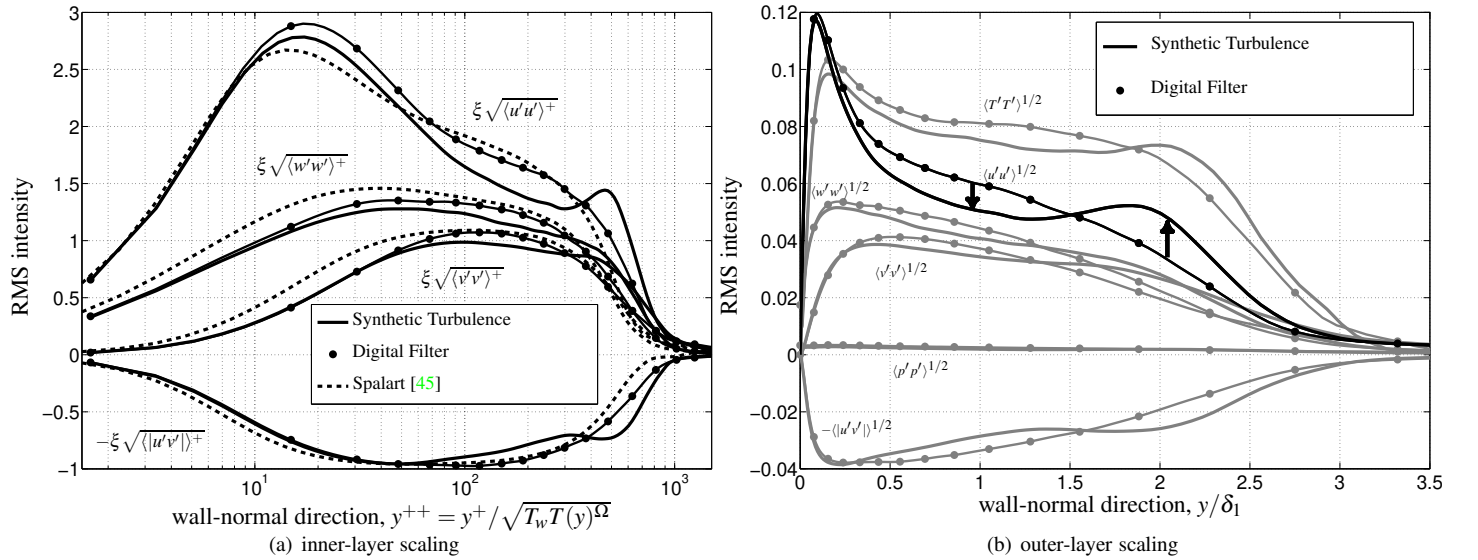 3
2.5
2
1.5
1
0.5
0
−0.5
−1
RMS intensity
ξ√⟨u′u′⟩⁺
ξ√⟨w′w′⟩⁺
ξ√⟨v′v′⟩⁺
−ξ√⟨|u′v′|⟩⁺
Synthetic Turbulence
Digital Filter
Spalart [45]
10¹
10²
10³
wall-normal direction, y⁺⁺ = y⁺/√T_wT(y)^Ω
(a) inner-layer scaling
0.12
0.1
0.08
0.06
0.04
0.02
0
−0.02
−0.04
RMS intensity
Synthetic Turbulence
Digital Filter
⟨T′T′⟩^1/2
⟨u′u′⟩^1/2
⟨w′w′⟩^1/2
⟨v′v′⟩^1/2
⟨p′p′⟩^1/2
−⟨|u′v′|⟩^1/2
0
0.5
1
1.5
2
2.5
3
3.5
wall-normal direction, y/δ₁
(b) outer-layer scaling